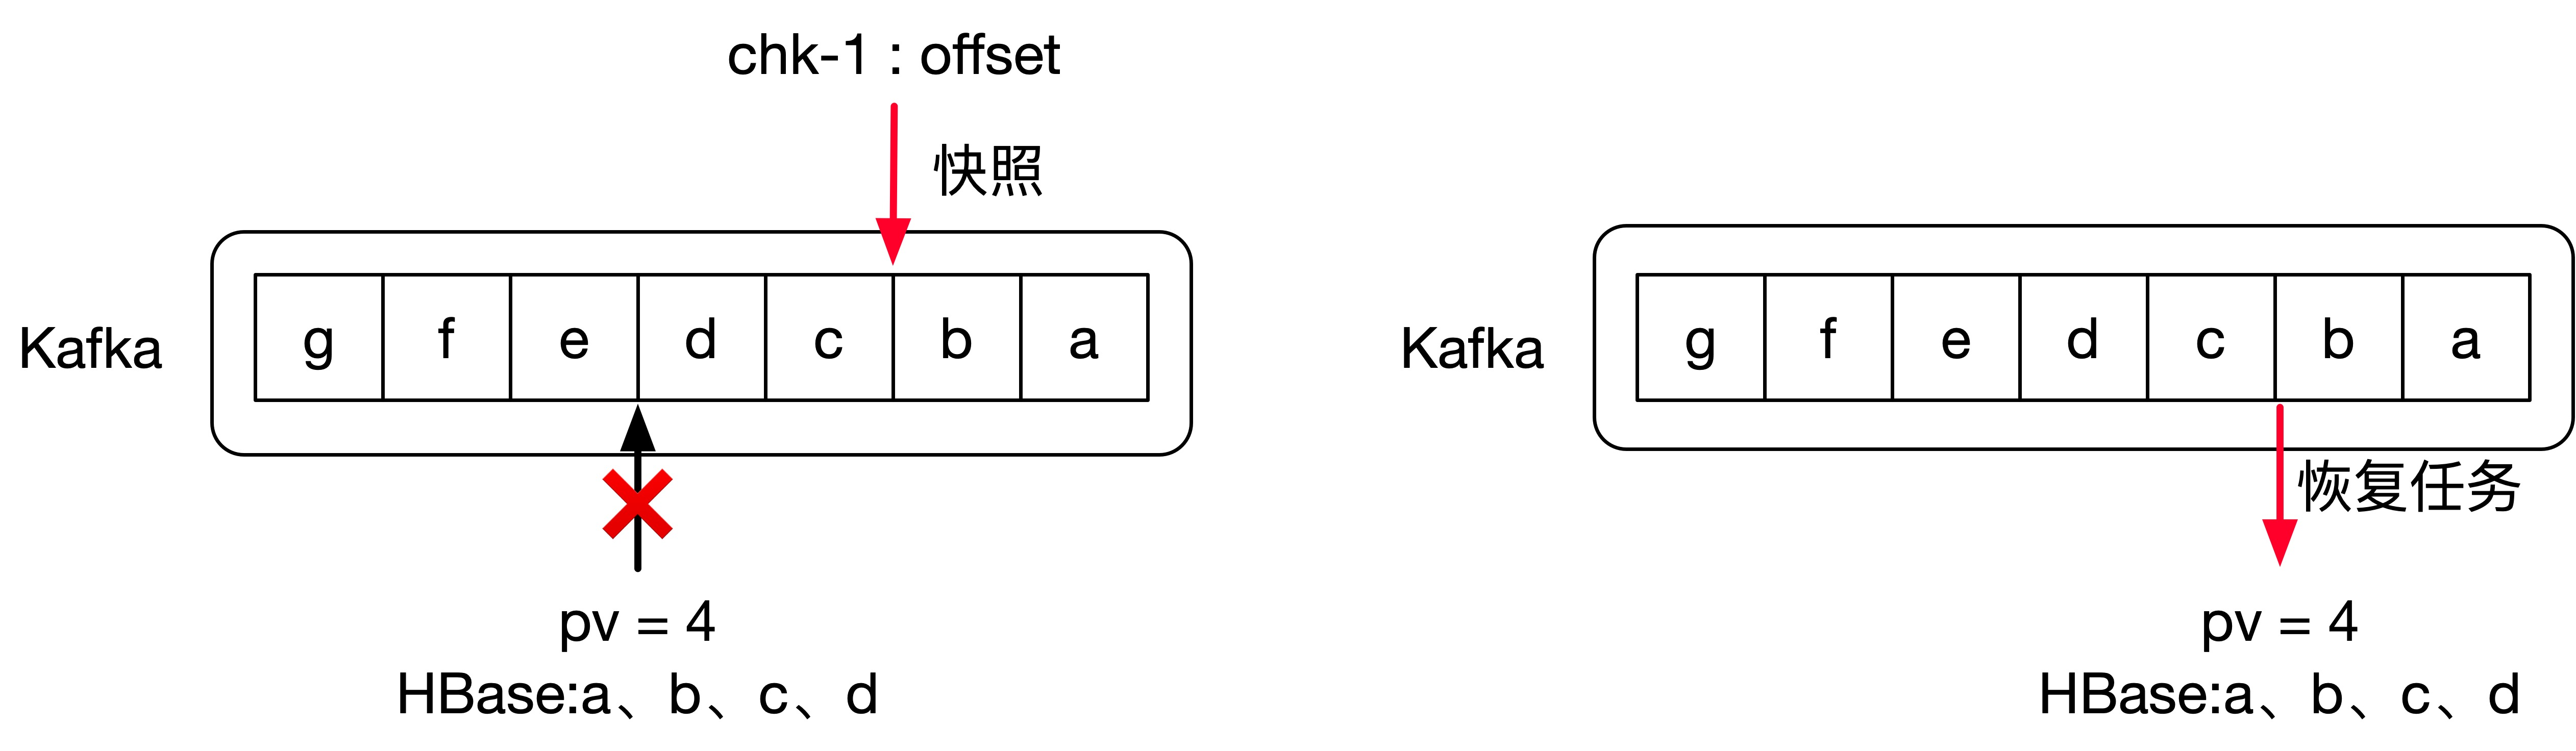 chk-1 : offset
快照
Kafka
g f e d c b a
pv = 4
HBase:a、b、c、d
Kafka
g f e d c b a
恢复任务
pv = 4
HBase:a、b、c、d